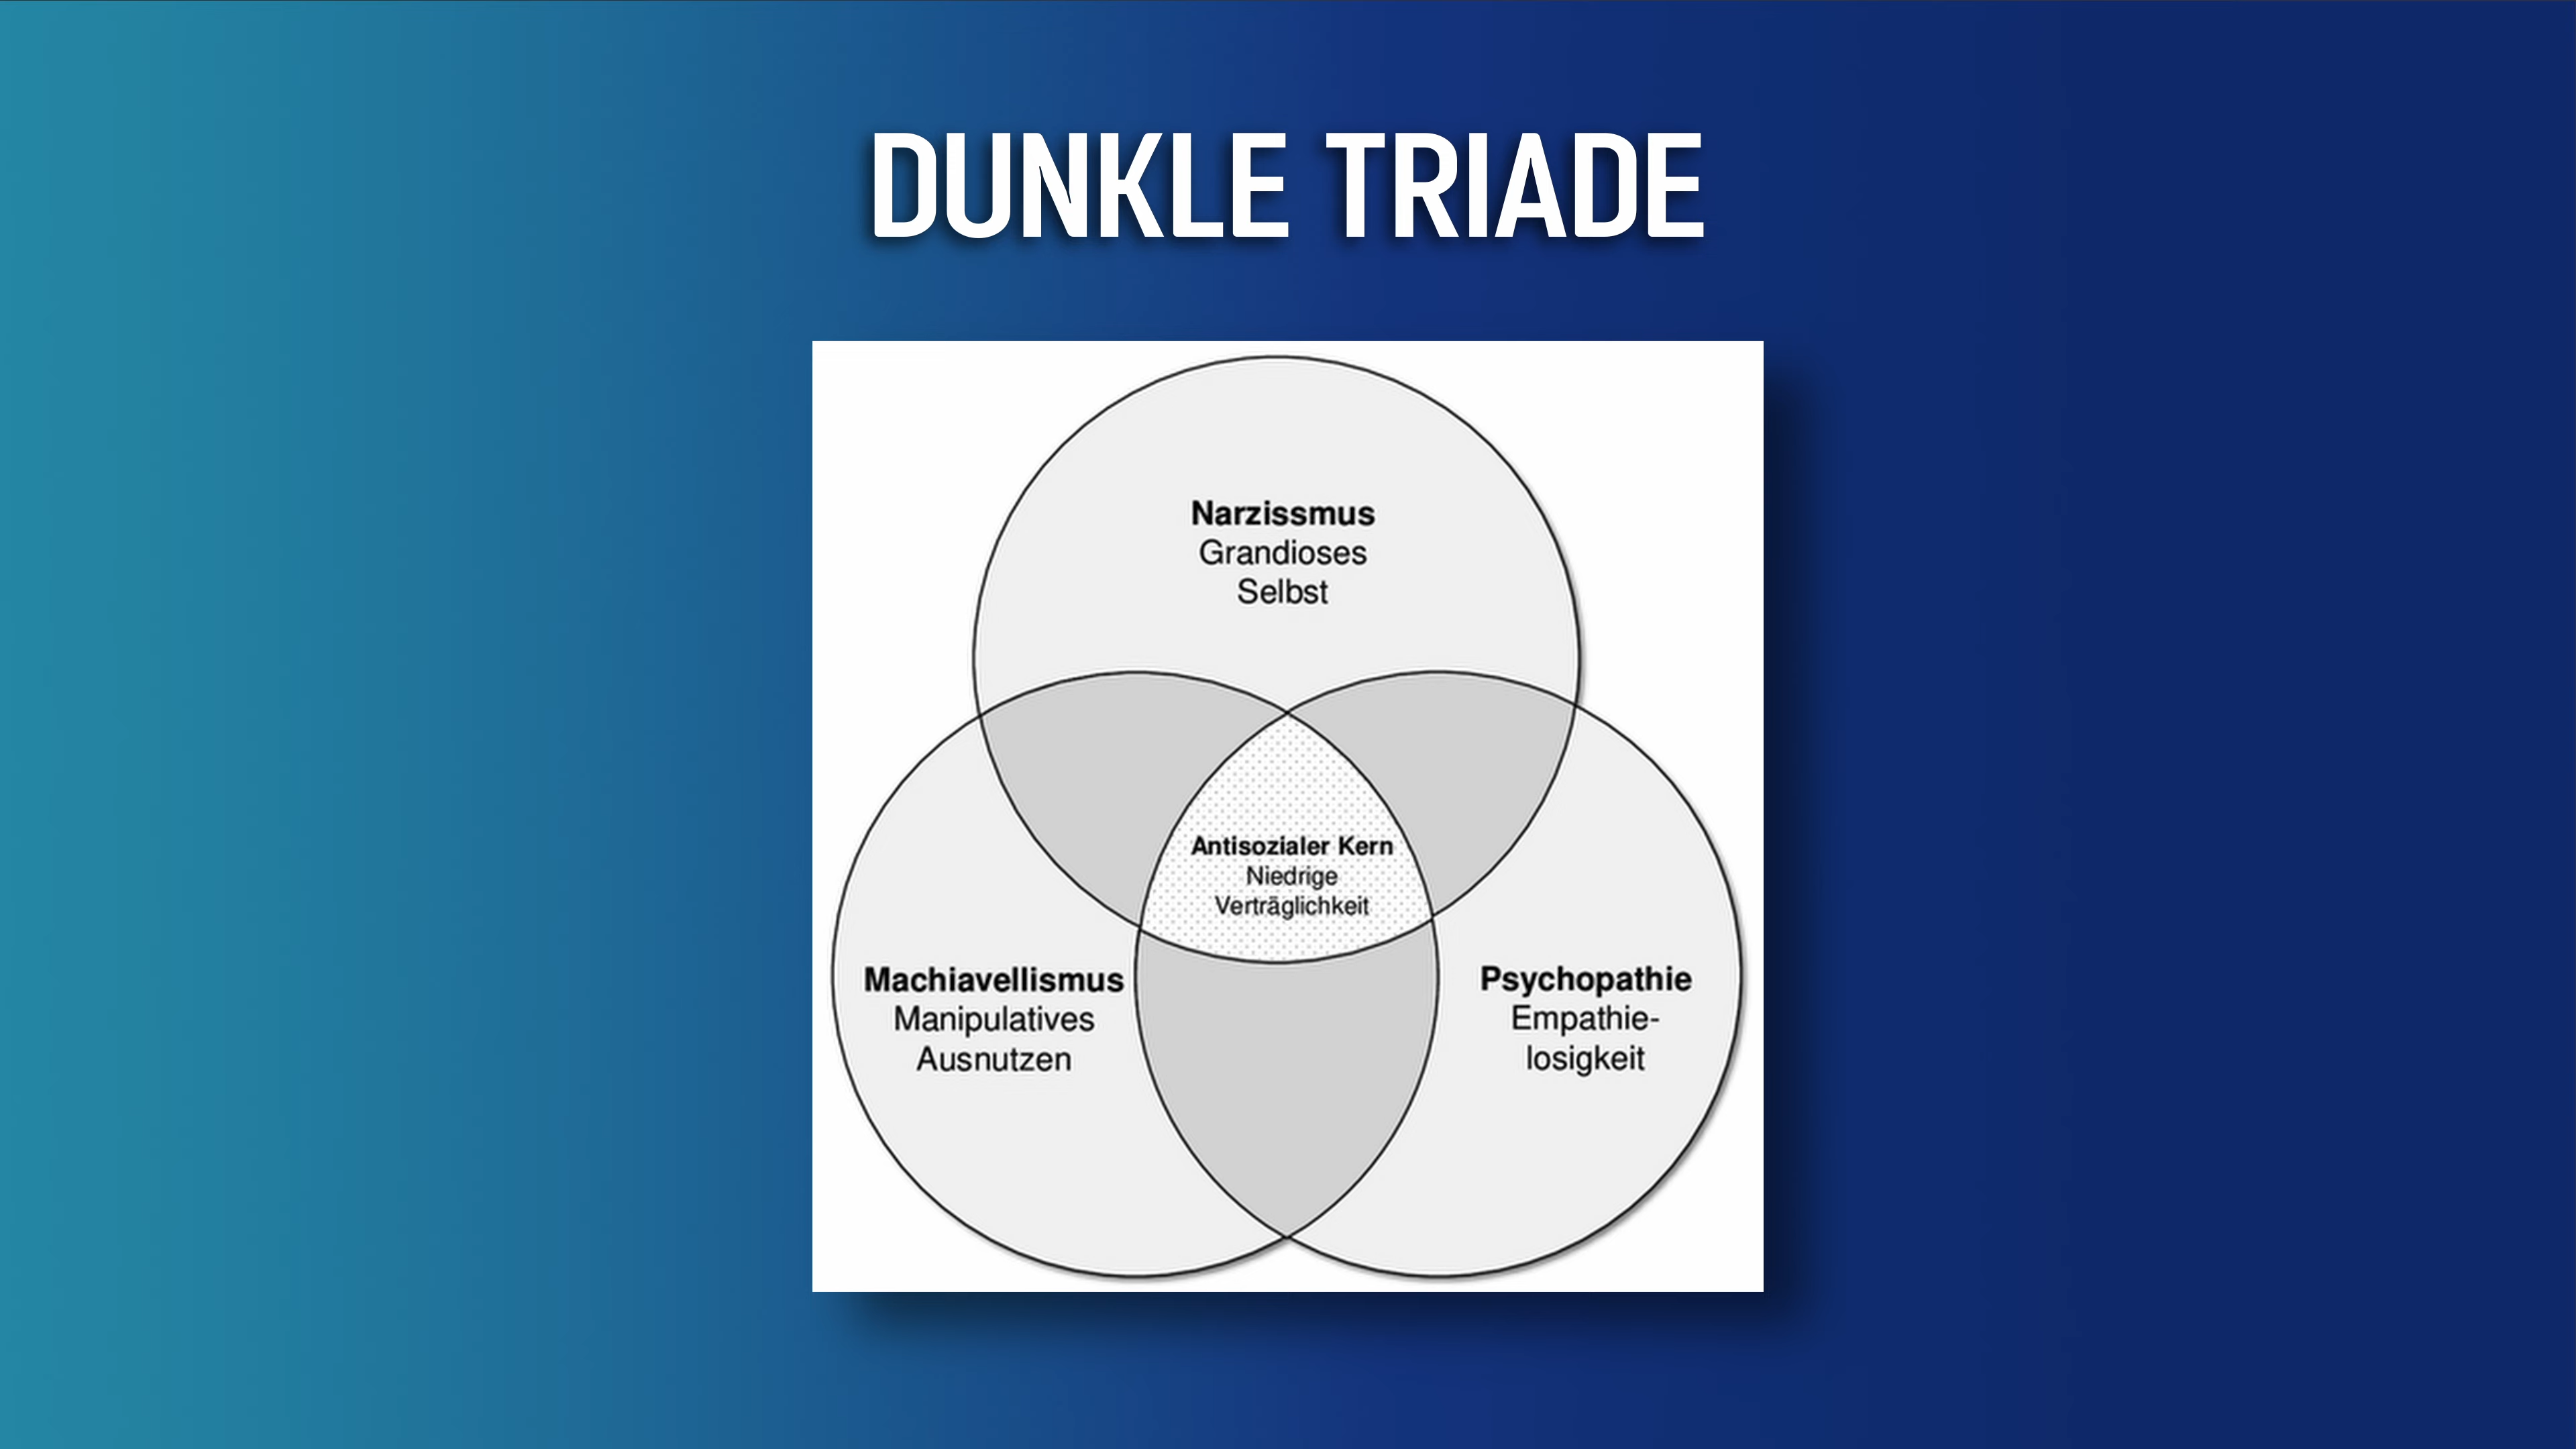 DUNKLE TRIADE
Narzissmus
Grandioses
Selbst
Antisozialer Kern
Niedrige
Verträglichkeit
Machiavellismus
Manipulatives
Ausnutzen
Psychopathie
Empathie-
losigkeit